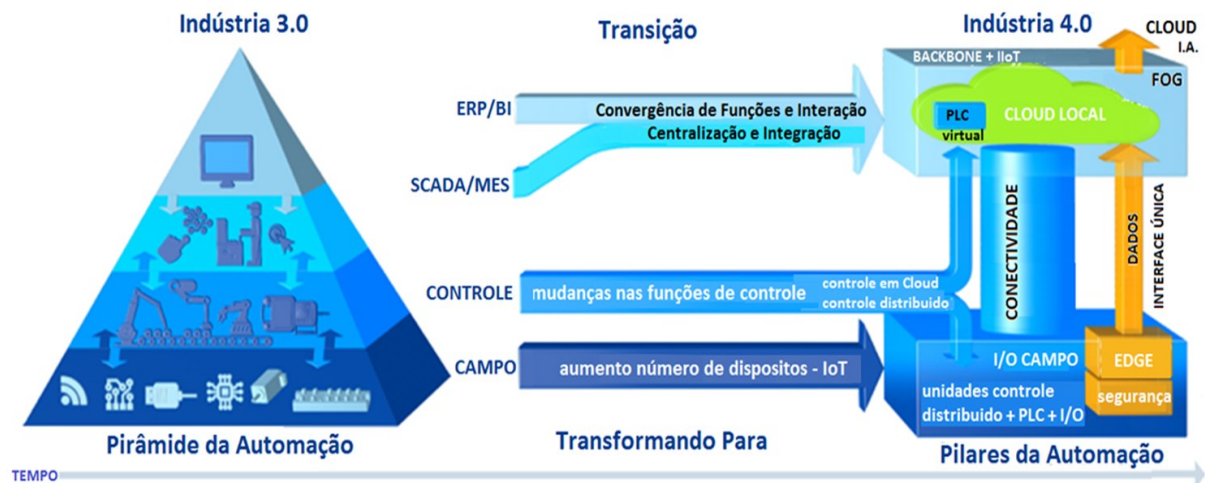 Indústria 3.0
Transição
Indústria 4.0
CLOUD
I.A.
BACKBONE + IIoT
FOG
ERP/BI
Convergência de Funções e Interação
Centralização e Integração
PLC
virtual
CLOUD LOCAL
SCADA/MES
CONECTIVIDADE
DADOS
INTERFACE ÚNICA
CONTROLE
mudanças nas funções de controle
controle em Cloud
controle distribuido
CAMPO
aumento número de dispositos - IoT
I/O CAMPO
EDGE
unidades controle
distribuido + PLC + I/O
segurança
Pirâmide da Automação
Transformando Para
Pilares da Automação
TEMPO